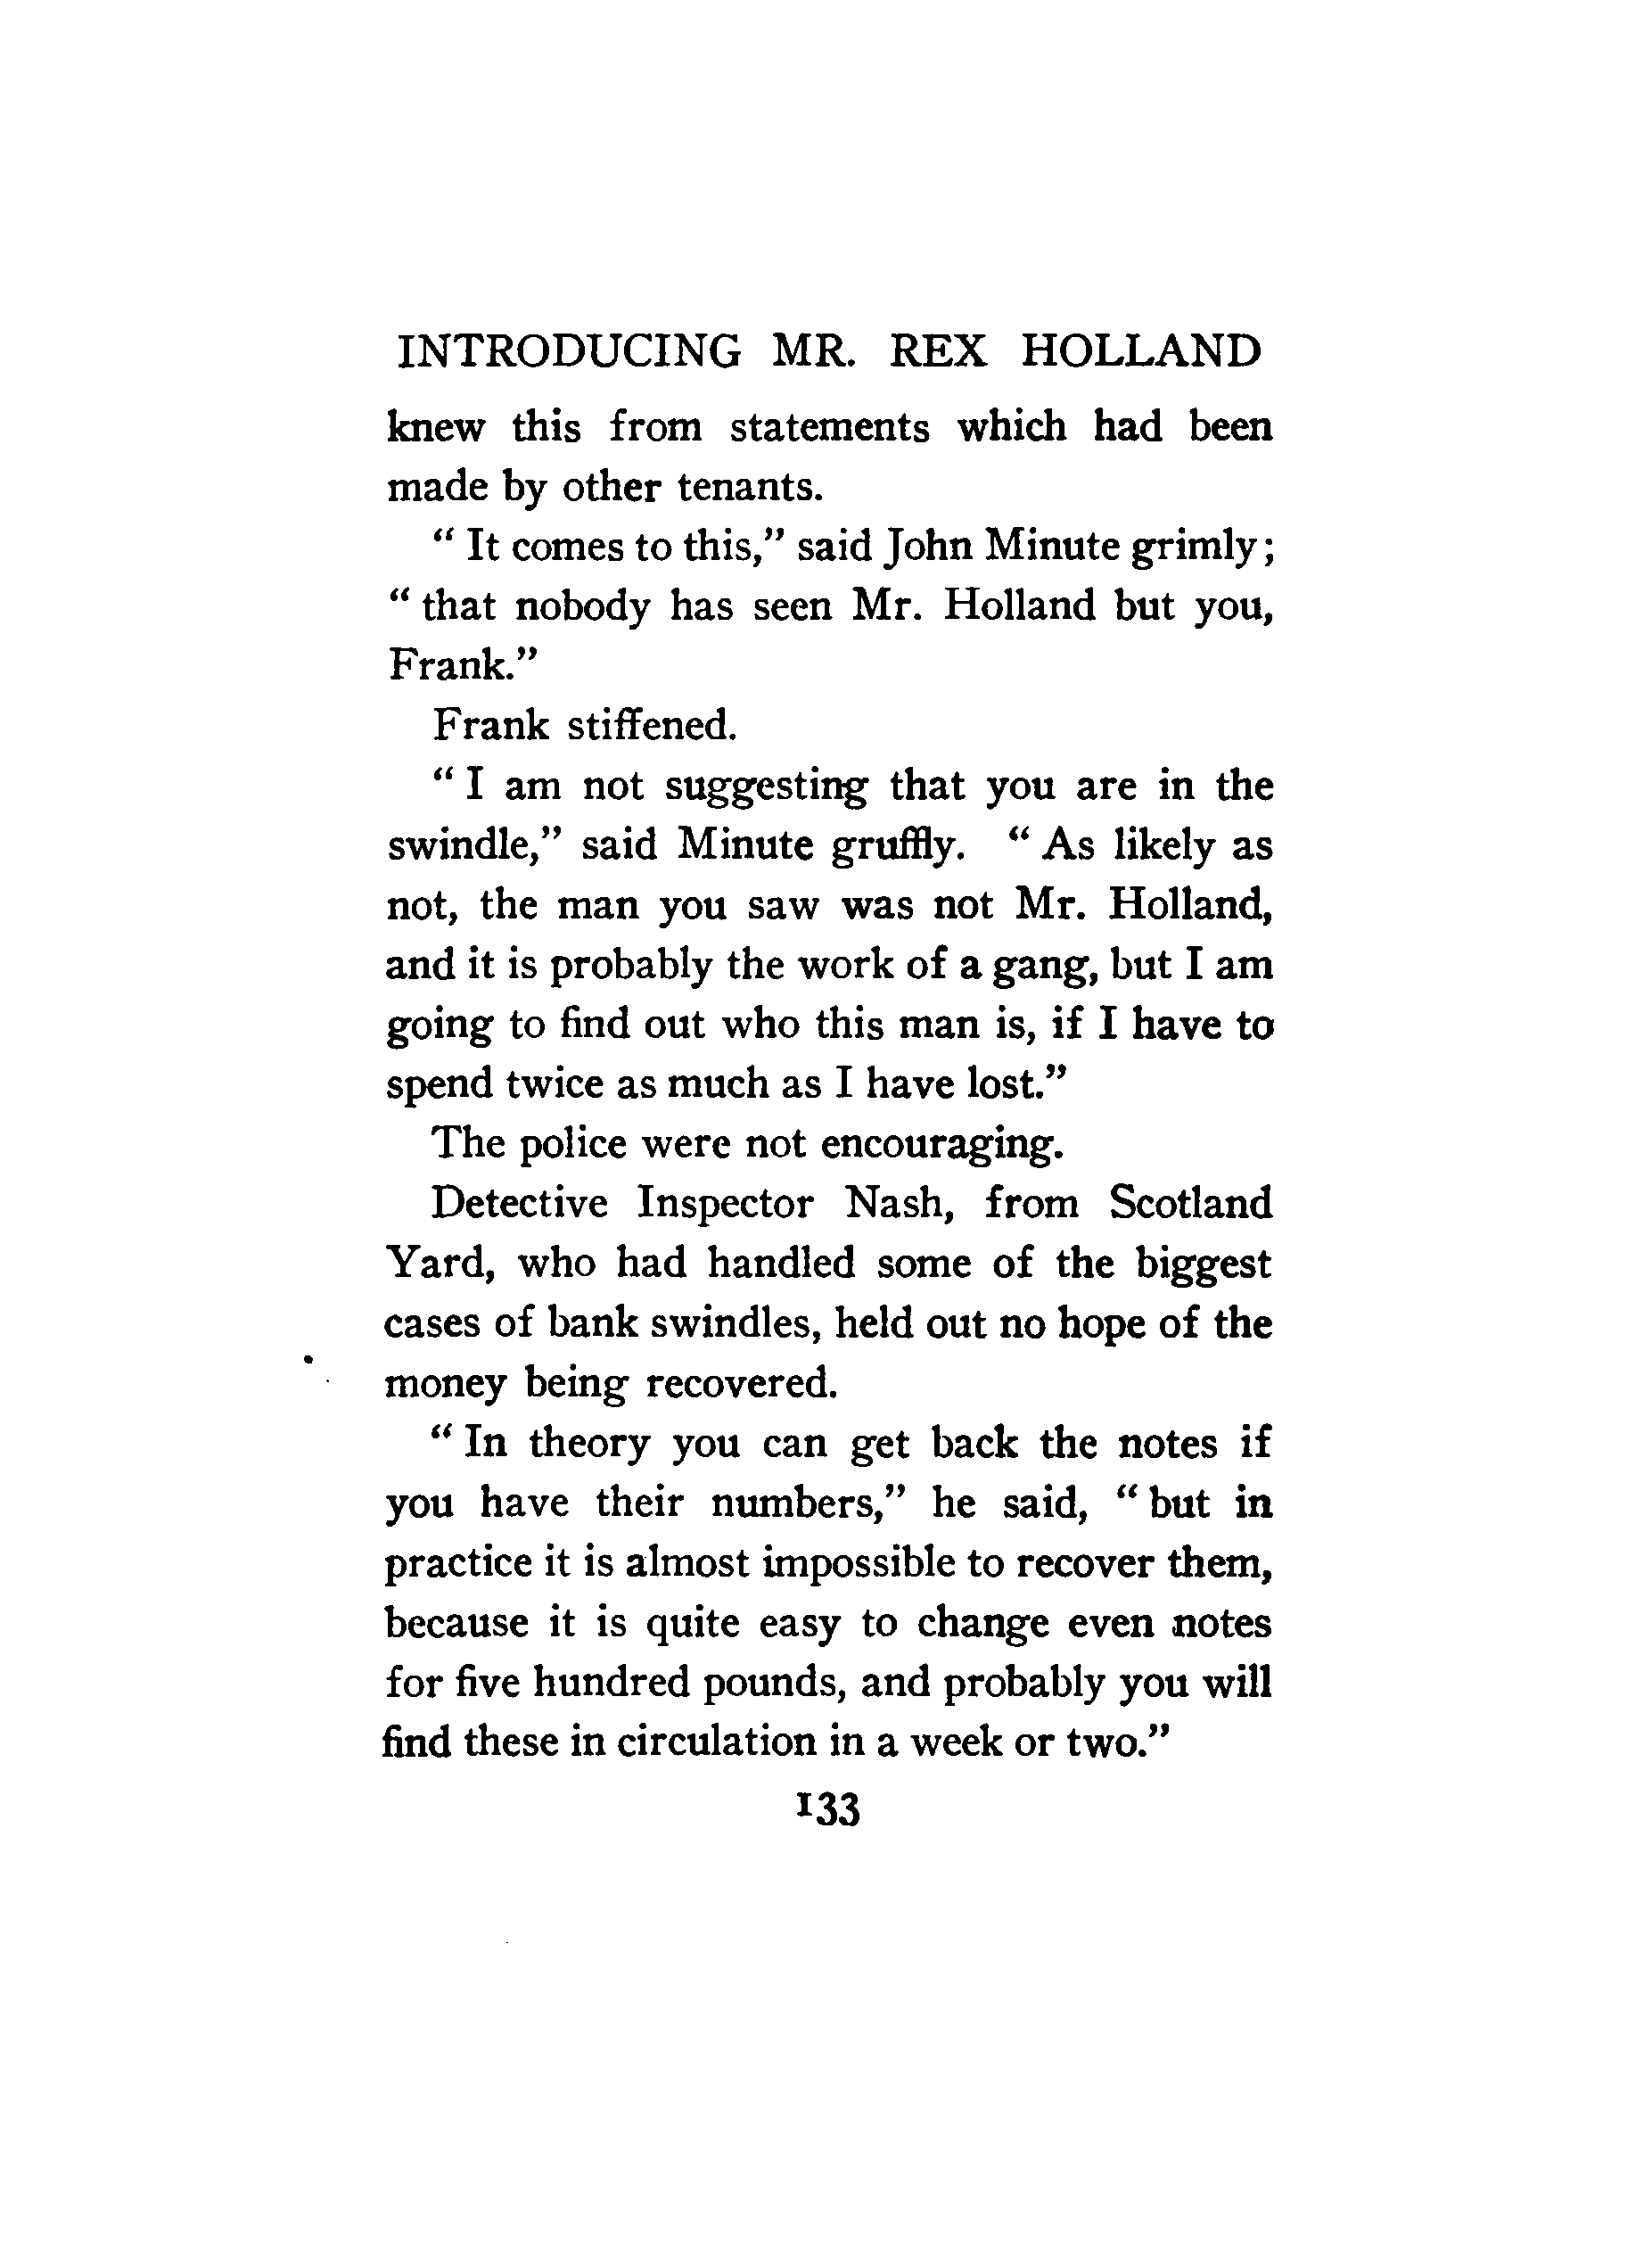 INTRODUCING MR. REX HOLLAND
knew this from statements which had been
made by other tenants.
“ It comes to this,” said John Minute grimly;
“ that nobody has seen Mr. Holland but you,
Frank.”
Frank stiffened.
“ I am not suggesting that you are in the
swindle,” said Minute gruffly. “ As likely as
not, the man you saw was not Mr. Holland,
and it is probably the work of a gang, but I am
going to find out who this man is, if I have to
spend twice as much as I have lost.”
The police were not encouraging.
Detective Inspector Nash, from Scotland
Yard, who had handled some of the biggest
cases of bank swindles, held out no hope of the
money being recovered.
“ In theory you can get back the notes if
you have their numbers,” he said, “ but in
practice it is almost impossible to recover them,
because it is quite easy to change even notes
for five hundred pounds, and probably you will
find these in circulation in a week or two.”
133